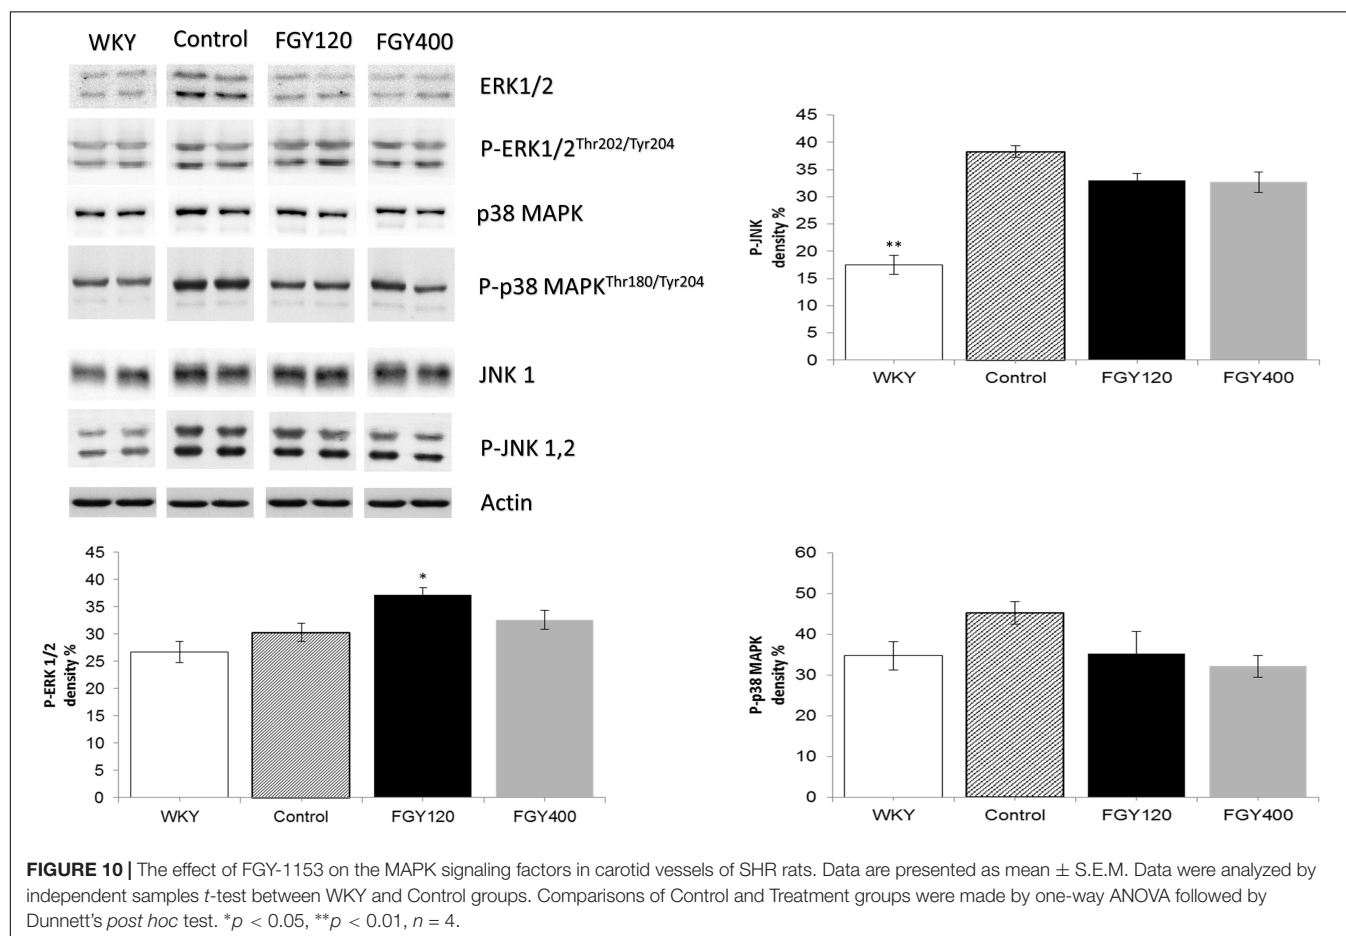 WKY Control FGY120 FGY400
ERK1/2
P-ERK1/2Thr202/Tyr204
p38 MAPK
P-p38 MAPKThr180/Tyr204
JNK 1
P-JNK 1,2
Actin
P-JNK
density %
45
40
35
30
25
20
15
10
5
0
**
WKY Control FGY120 FGY400
P-ERK 1/2
density %
45
40
35
30
25
20
15
10
5
0
*
WKY Control FGY120 FGY400
P-p38 MAPK
density %
60
50
40
30
20
10
0
WKY Control FGY120 FGY400
FIGURE 10 | The effect of FGY-1153 on the MAPK signaling factors in carotid vessels of SHR rats. Data are presented as mean ± S.E.M. Data were analyzed by
independent samples t-test between WKY and Control groups. Comparisons of Control and Treatment groups were made by one-way ANOVA followed by
Dunnett's post hoc test. *p < 0.05, **p < 0.01, n = 4.